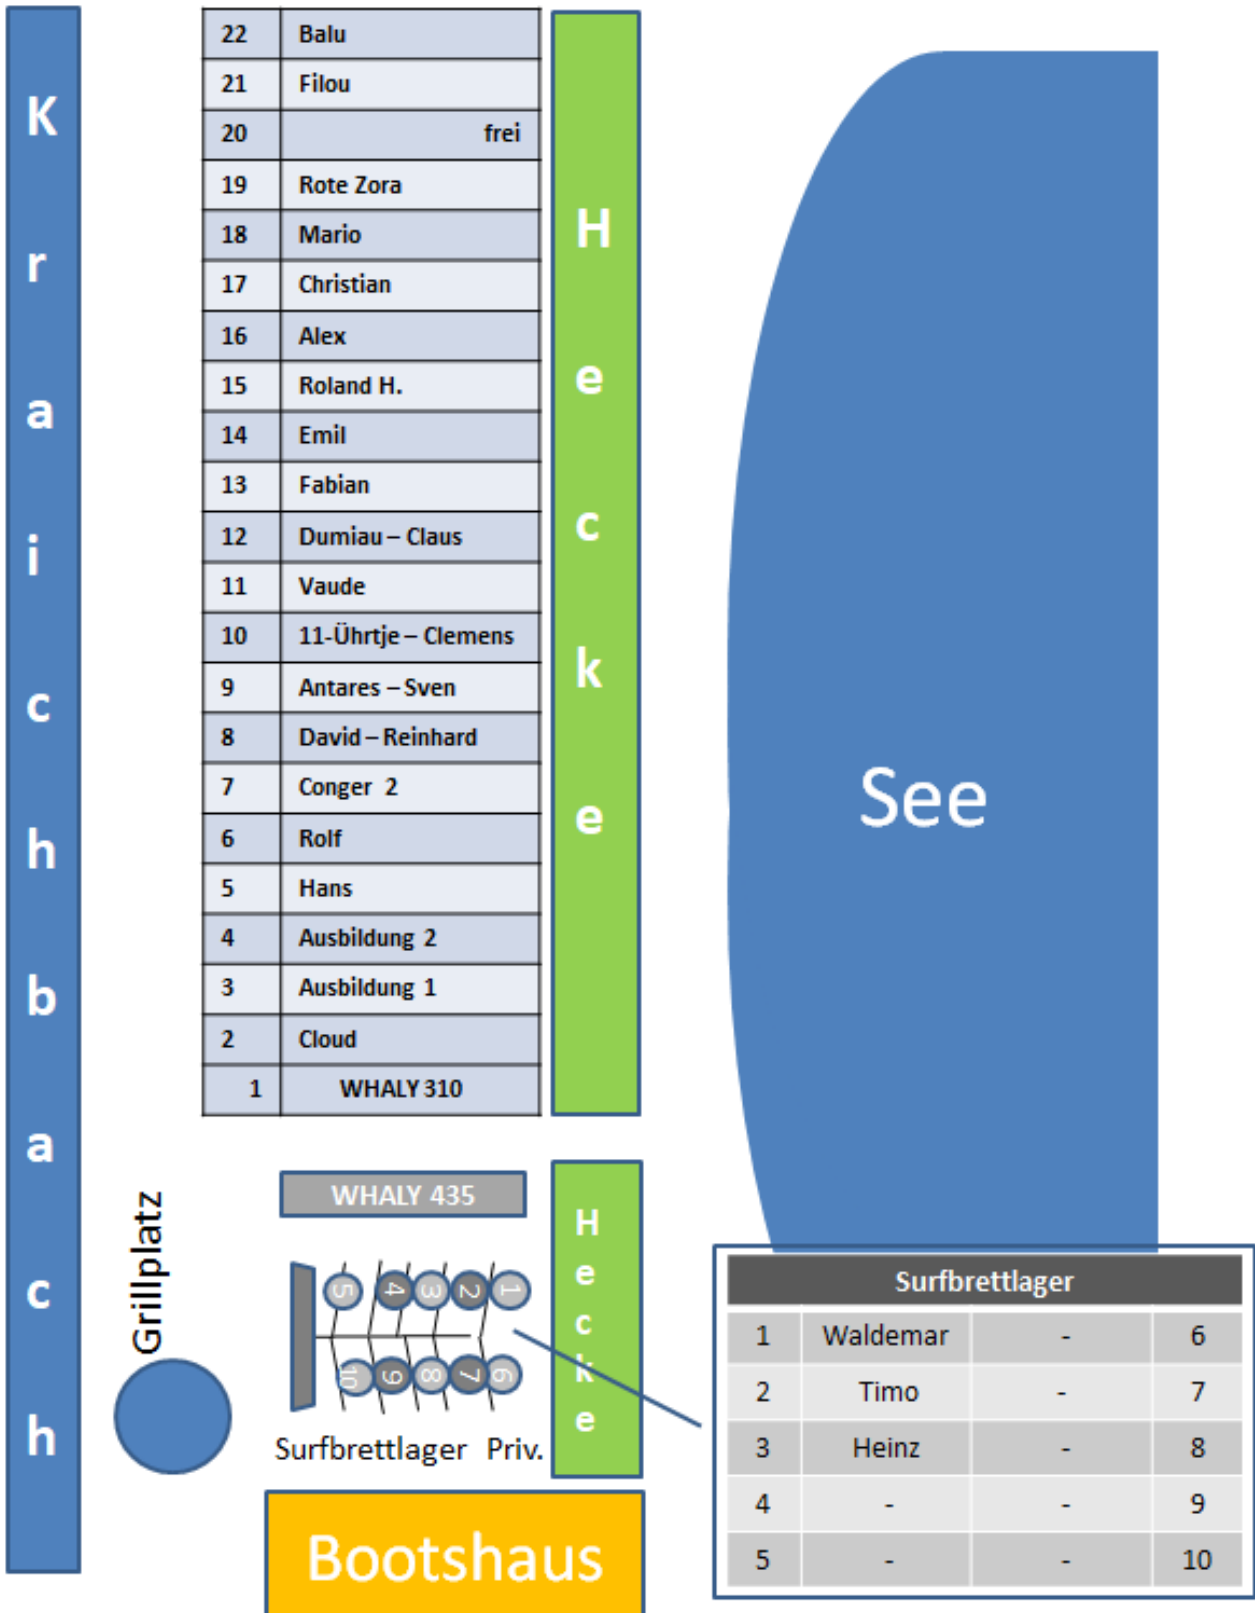 Kraichbach
22 Balu
21 Filou
20 frei
19 Rote Zora
18 Mario
17 Christian
16 Alex
15 Roland H.
14 Emil
13 Fabian
12 Dumiau – Claus
11 Vaude
10 11-Ührtje – Clemens
9 Antares – Sven
8 David – Reinhard
7 Conger 2
6 Rolf
5 Hans
4 Ausbildung 2
3 Ausbildung 1
2 Cloud
1 WHALY 310
Hecke
See
WHALY 435
Hecke
Grillplatz
5 4 3 2 1
10 9 8 7 6
Surfbrettlager Priv.
Bootshaus
Surfbrettlager
1 Waldemar - 6
2 Timo - 7
3 Heinz - 8
4 - - 9
5 - - 10